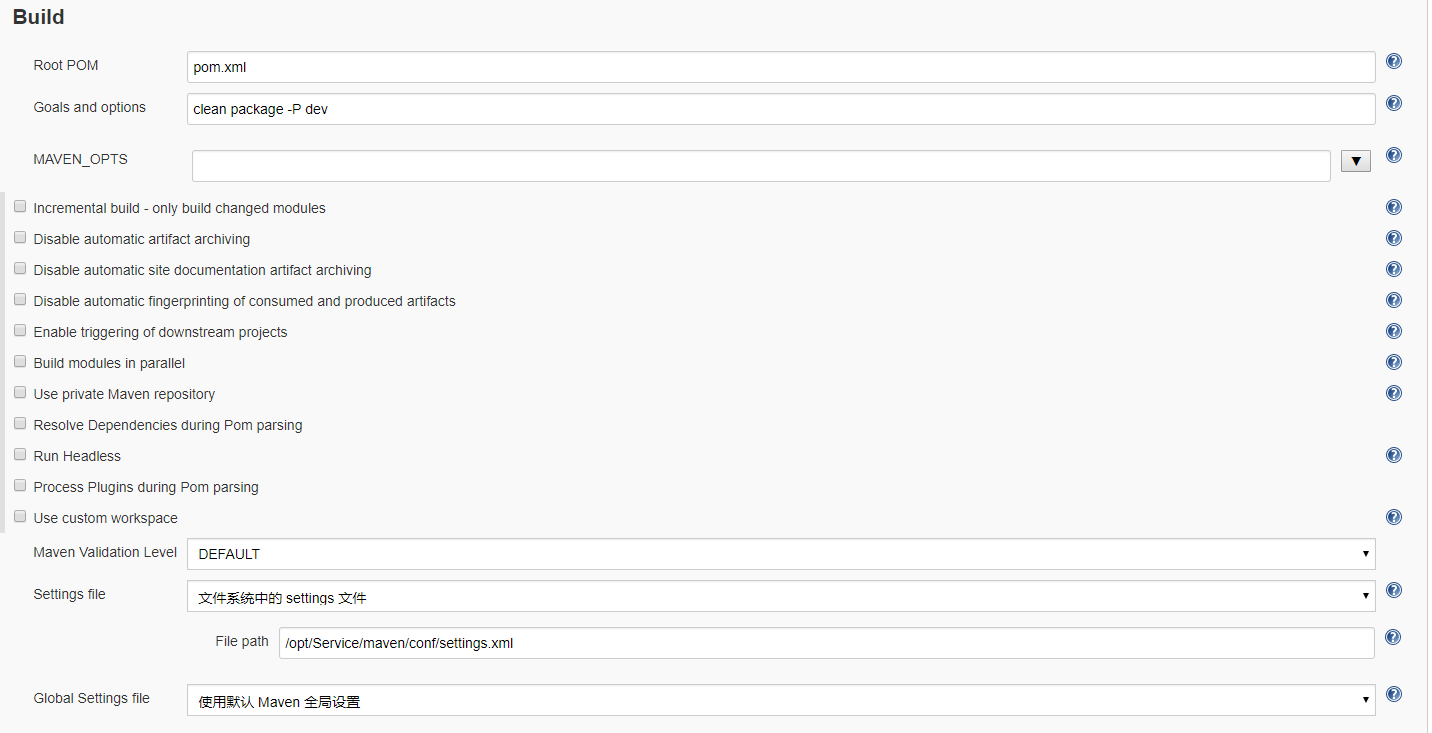 Build
Root POM pom.xml
Goals and options clean package -P dev
MAVEN_OPTS
Incremental build - only build changed modules
Disable automatic artifact archiving
Disable automatic site documentation artifact archiving
Disable automatic fingerprinting of consumed and produced artifacts
Enable triggering of downstream projects
Build modules in parallel
Use private Maven repository
Resolve Dependencies during Pom parsing
Run Headless
Process Plugins during Pom parsing
Use custom workspace
Maven Validation Level DEFAULT
Settings file 文件系统中的 settings 文件
File path /opt/Service/maven/conf/settings.xml
Global Settings file 使用默认 Maven 全局设置